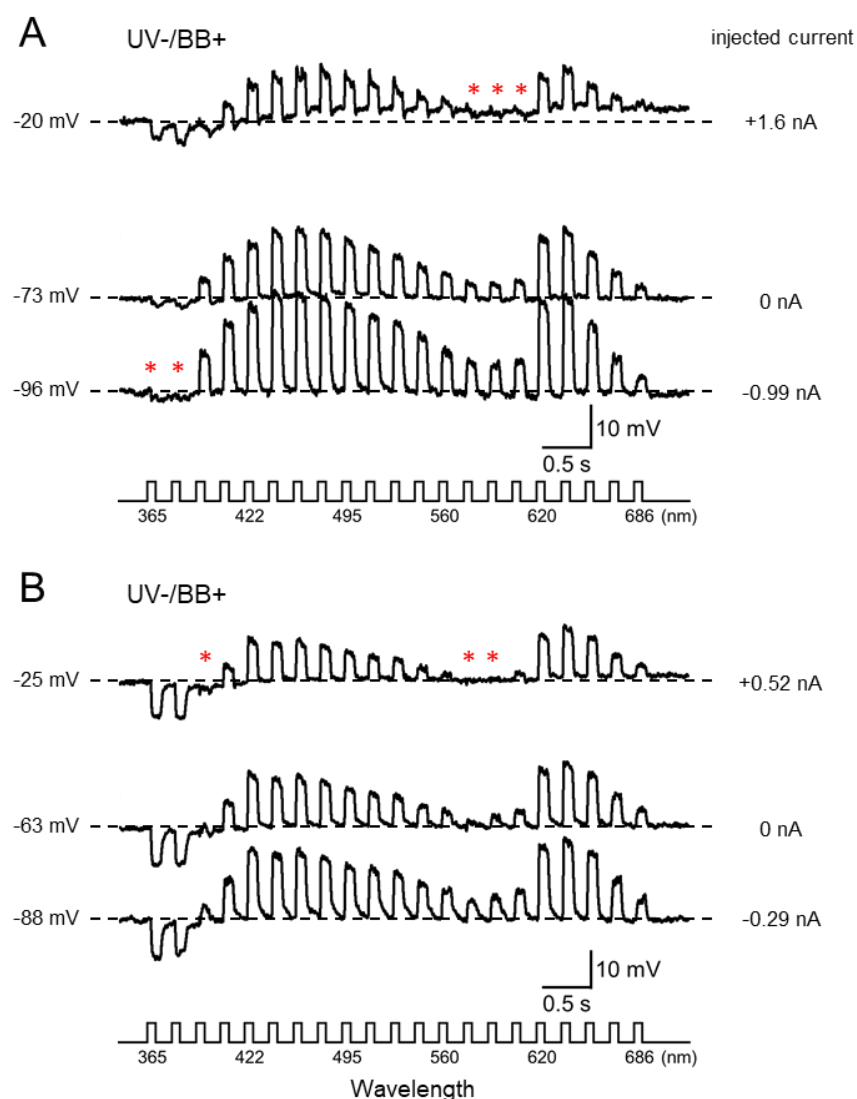 A
UV-/BB+
injected current
* * *
-20 mV
+1.6 nA
-73 mV
0 nA
* *
-96 mV
-0.99 nA
10 mV
0.5 s
365 422 495 560 620 686 (nm)
B
UV-/BB+
* * *
-25 mV
+0.52 nA
-63 mV
0 nA
-88 mV
-0.29 nA
10 mV
0.5 s
365 422 495 560 620 686 (nm)
Wavelength